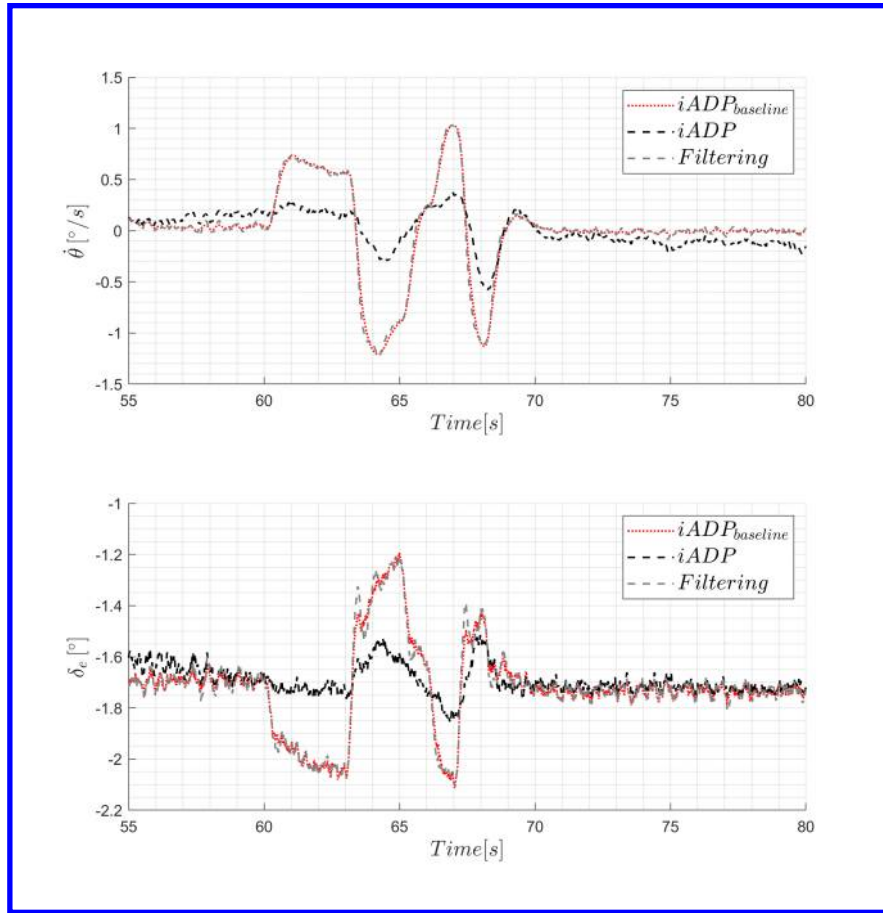 1.5
1
0.5
0
-0.5
-1
-1.5
θ̇ [°/s]
iADP_baseline
iADP
Filtering
55 60 65 70 75 80
Time[s]
-1
-1.2
-1.4
-1.6
-1.8
-2
-2.2
δ_e [°]
iADP_baseline
iADP
Filtering
55 60 65 70 75 80
Time[s]